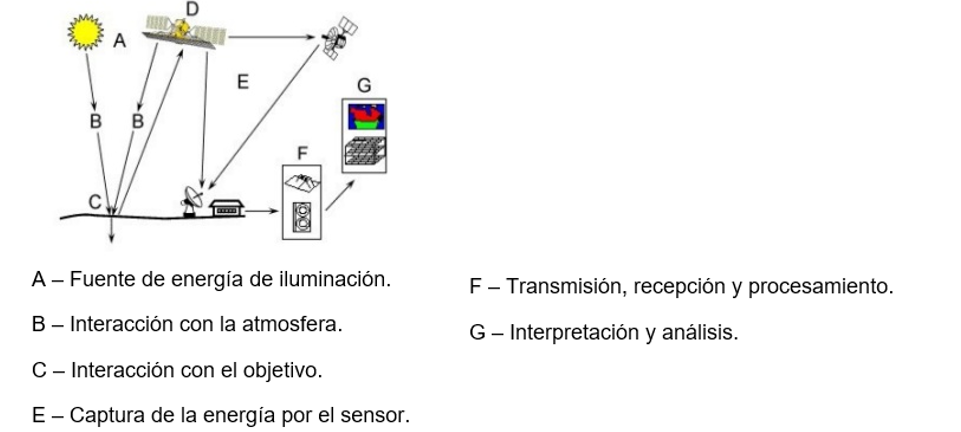 D
A
E
G
B B
F
C
A – Fuente de energía de iluminación.
B – Interacción con la atmosfera.
C – Interacción con el objetivo.
E – Captura de la energía por el sensor.
F – Transmisión, recepción y procesamiento.
G – Interpretación y análisis.